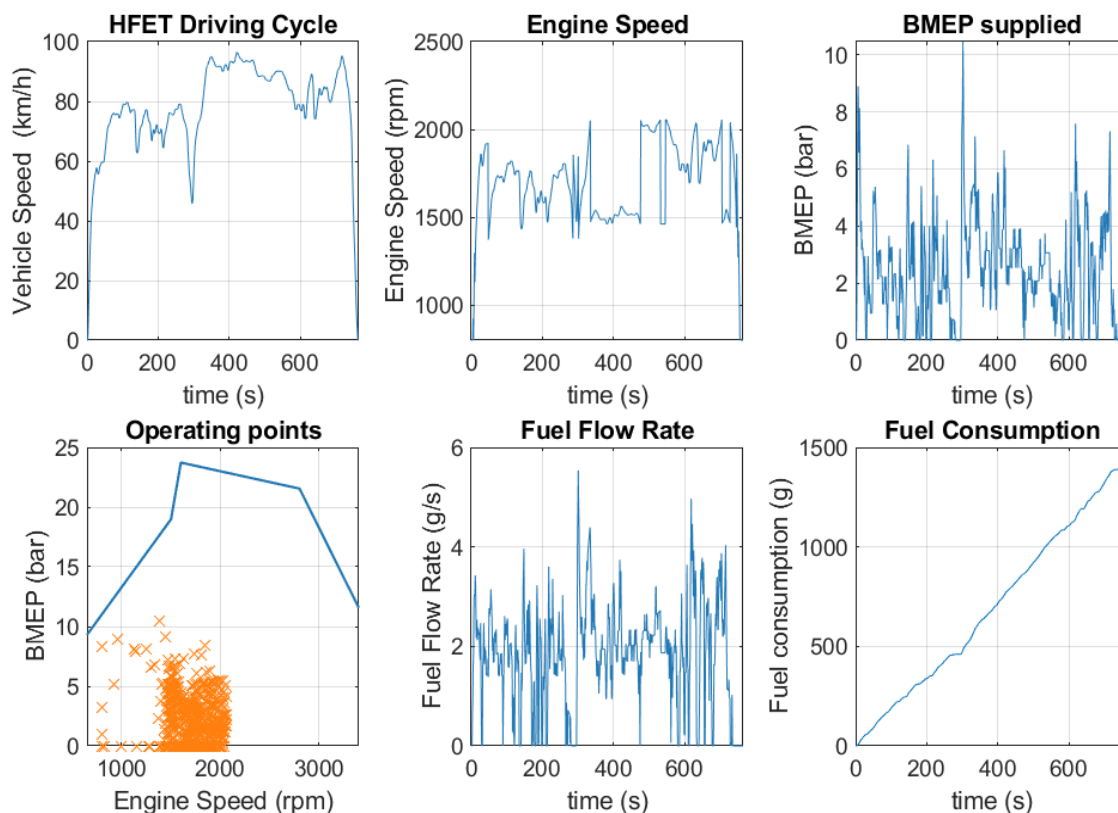 HFET Driving Cycle
Vehicle Speed (km/h)
100
80
60
40
20
0
0 200 400 600
time (s)
Engine Speed
Engine Speed (rpm)
2500
2000
1500
1000
0 200 400 600
time (s)
BMEP supplied
BMEP (bar)
10
8
6
4
2
0
0 200 400 600
time (s)
Operating points
BMEP (bar)
25
20
15
10
5
0
1000 2000 3000
Engine Speed (rpm)
Fuel Flow Rate
Fuel Flow Rate (g/s)
6
4
2
0
0 200 400 600
time (s)
Fuel Consumption
Fuel consumption (g)
1500
1000
500
0
0 200 400 600
time (s)